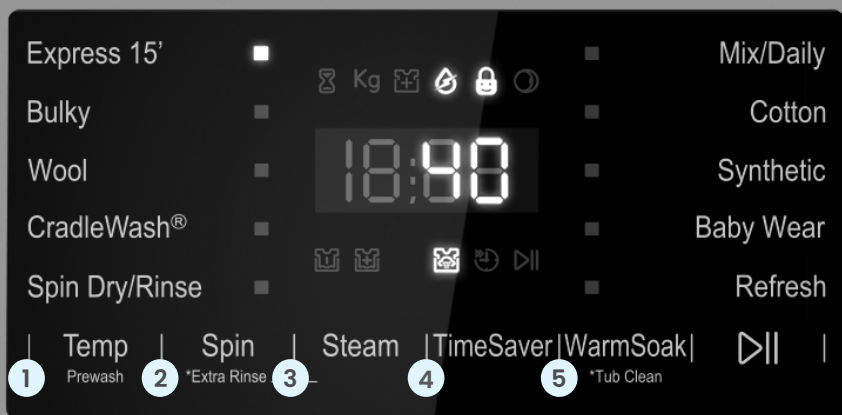 Express 15’
Bulky
Wool
CradleWash®
Spin Dry/Rinse
Kg
18:40
Mix/Daily
Cotton
Synthetic
Baby Wear
Refresh
Temp
Spin
Steam
TimeSaver
WarmSoak
Prewash
*Extra Rinse
*Tub Clean
1
2
3
4
5